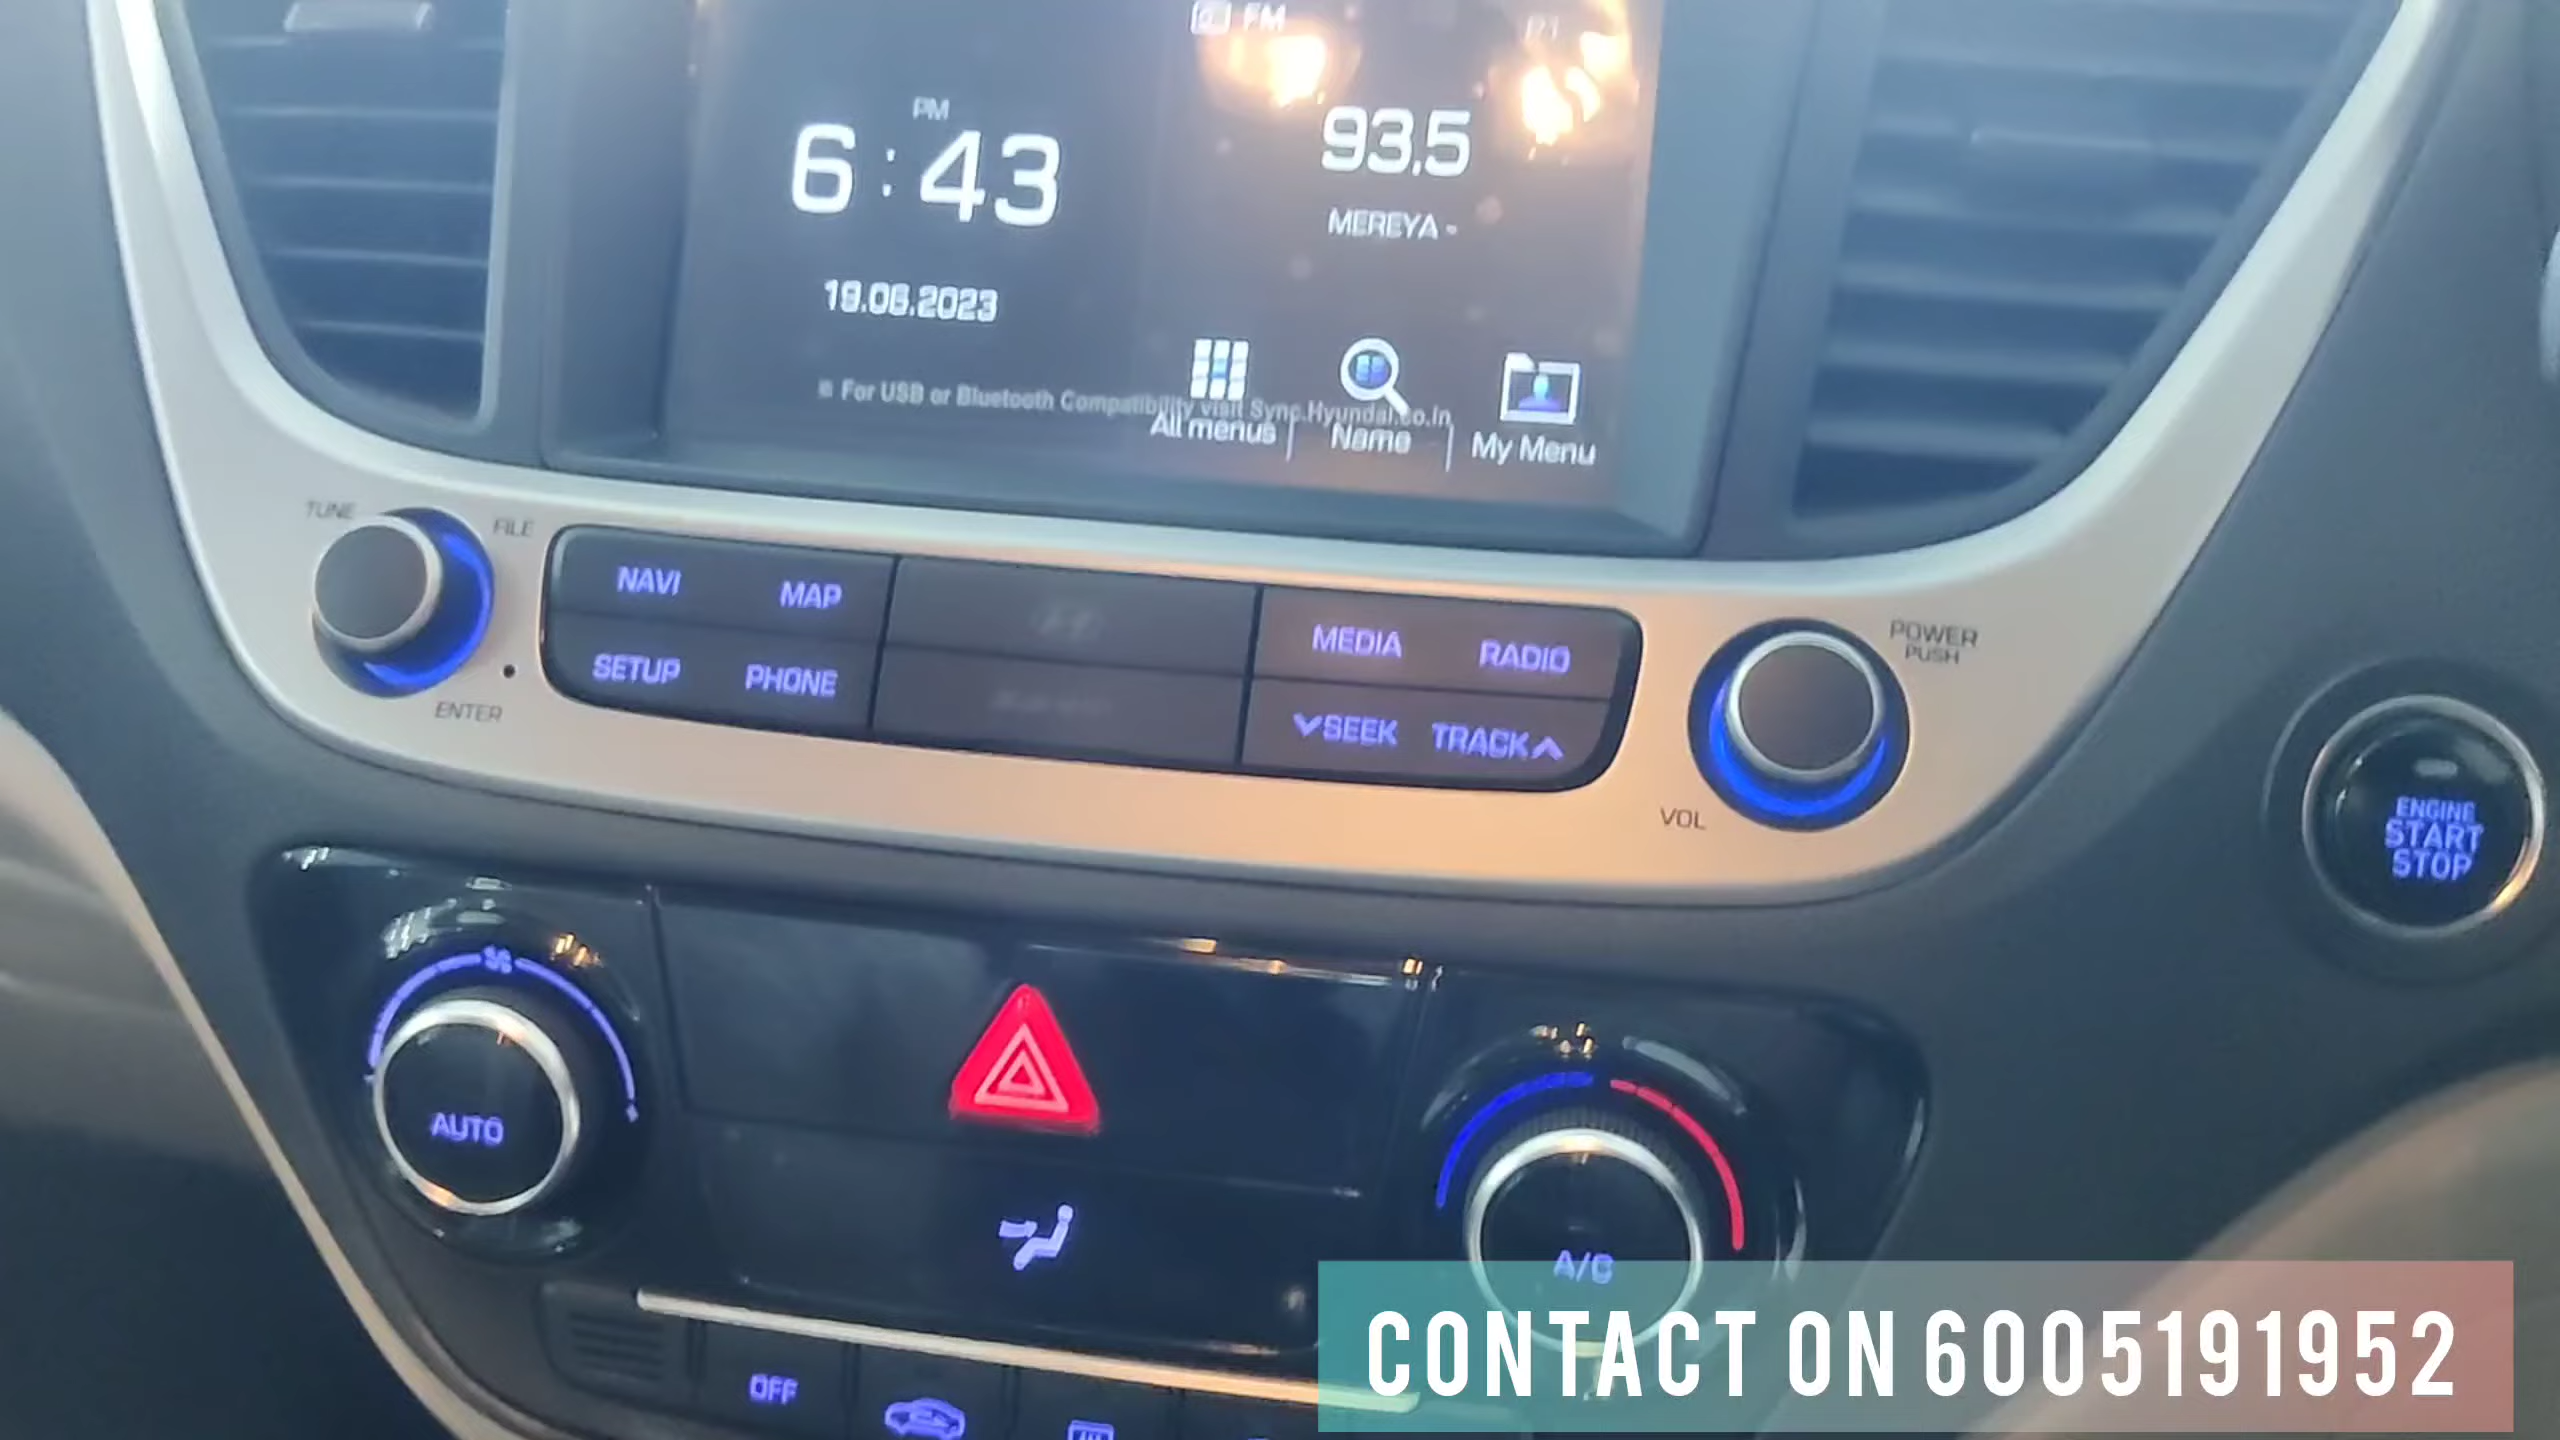 FM
PM
6:43
93.5
MEREYA -
19.06.2023
※ For USB or Bluetooth Compatibility visit Sync.Hyundai.co.in
All menus
Name
My Menu
TUNE
FILE
ENTER
NAVI MAP
SETUP PHONE
MEDIA RADIO
SEEK TRACK
POWER
PUSH
VOL
ENGINE
START
STOP
AUTO
A/C
OFF
CONTACT ON 6005191952